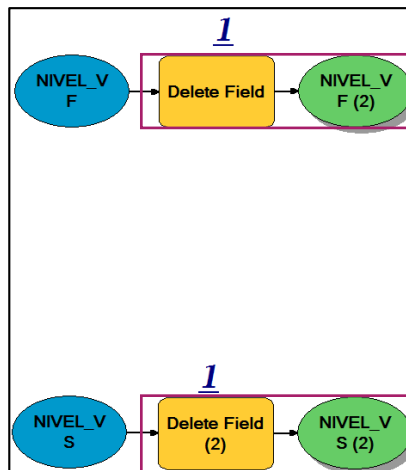 1
NIVEL_V
F
Delete Field
NIVEL_V
F (2)
1
NIVEL_V
S
Delete Field
(2)
NIVEL_V
S (2)